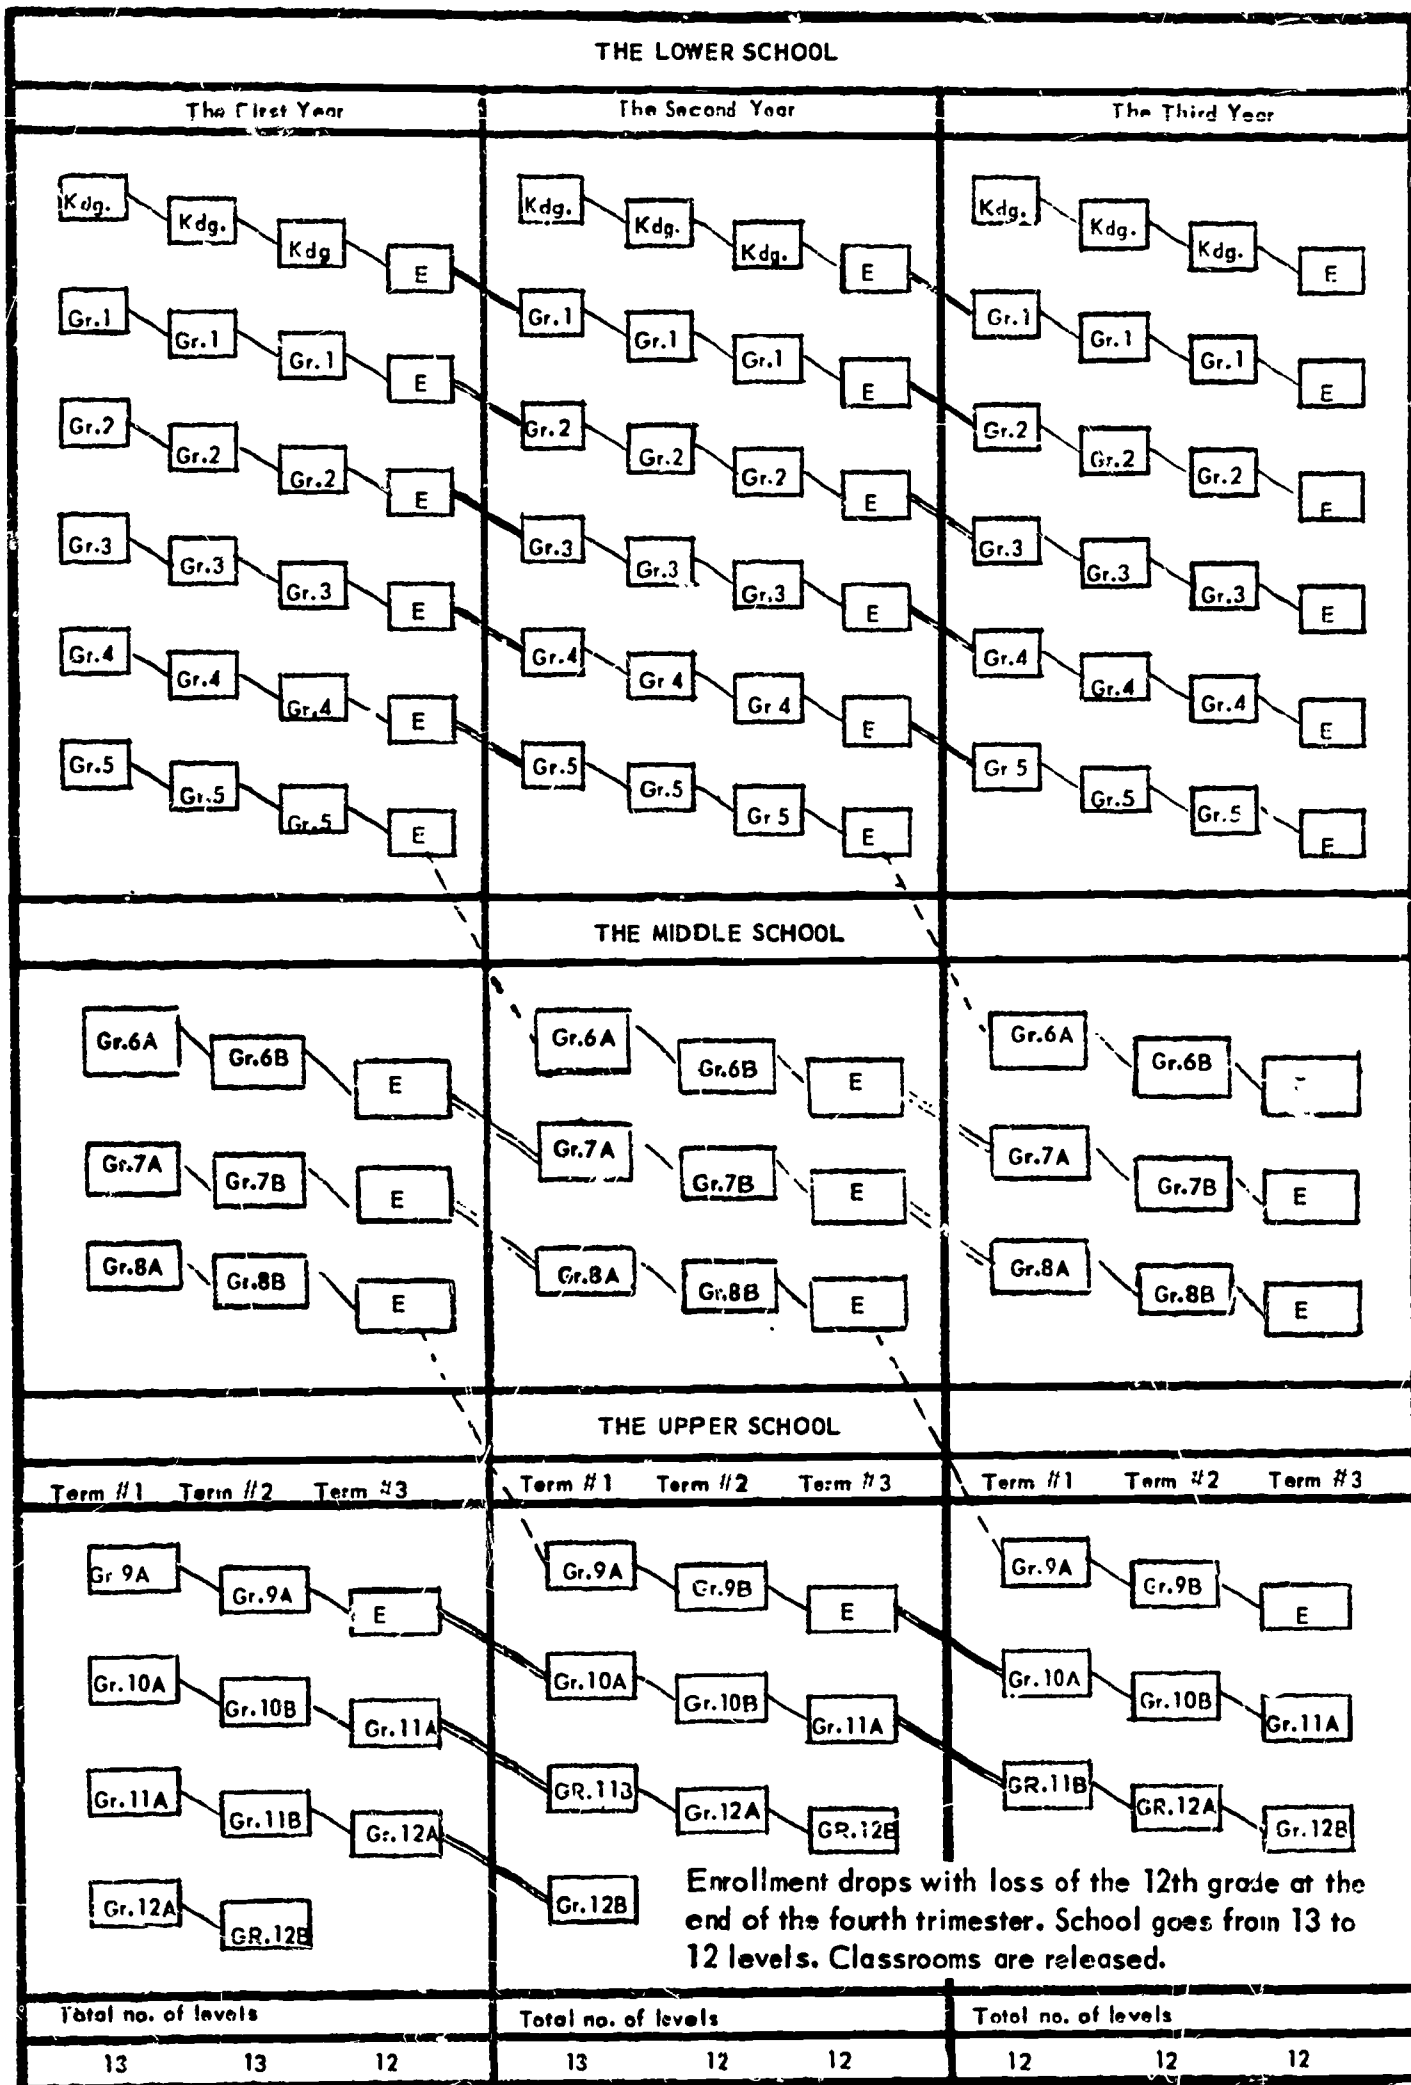 THE LOWER SCHOOL
The First Year The Second Year The Third Year
Kdg. Kdg. Kdg E Kdg. Kdg. Kdg. E Kdg. Kdg. Kdg. E
Gr.1 Gr.1 Gr.1 E Gr.1 Gr.1 Gr.1 E Gr.1 Gr.1 Gr.1 E
Gr.2 Gr.2 Gr.2 E Gr.2 Gr.2 Gr.2 E Gr.2 Gr.2 Gr.2 E
Gr.3 Gr.3 Gr.3 E Gr.3 Gr.3 Gr.3 E Gr.3 Gr.3 Gr.3 E
Gr.4 Gr.4 Gr.4 E Gr.4 Gr 4 Gr 4 E Gr.4 Gr.4 Gr.4 E
Gr.5 Gr.5 Gr.5 E Gr.5 Gr.5 Gr 5 E Gr 5 Gr.5 Gr.5 E
THE MIDDLE SCHOOL
Gr.6A Gr.6B E Gr.6A Gr.6B E Gr.6A Gr.6B
Gr.7A Gr.7B E Gr.7A Gr.7B E Gr.7A Gr.7B E
Gr.8A Gr.8B E Gr.8A Gr.8B E Gr.8A Gr.8B E
THE UPPER SCHOOL
Term #1 Term #2 Term #3 Term #1 Term #2 Term #3 Term #1 Term #2 Term #3
Gr 9A Gr.9A E Gr.9A Gr.9B E Gr.9A Gr.9B E
Gr.10A Gr.10B Gr.11A Gr.10A Gr.10B Gr.11A Gr.10A Gr.10B Gr.11A
Gr.11A Gr.11B Gr.12A GR.11B Gr.12A GR.12B GR.11B GR.12A Gr.12B
Gr.12A GR.12B Gr.12B
Enrollment drops with loss of the 12th grade at the
end of the fourth trimester. School goes from 13 to
12 levels. Classrooms are released.
Total no. of levels Total no. of levels Total no. of levels
13 13 12 13 12 12 12 12 12